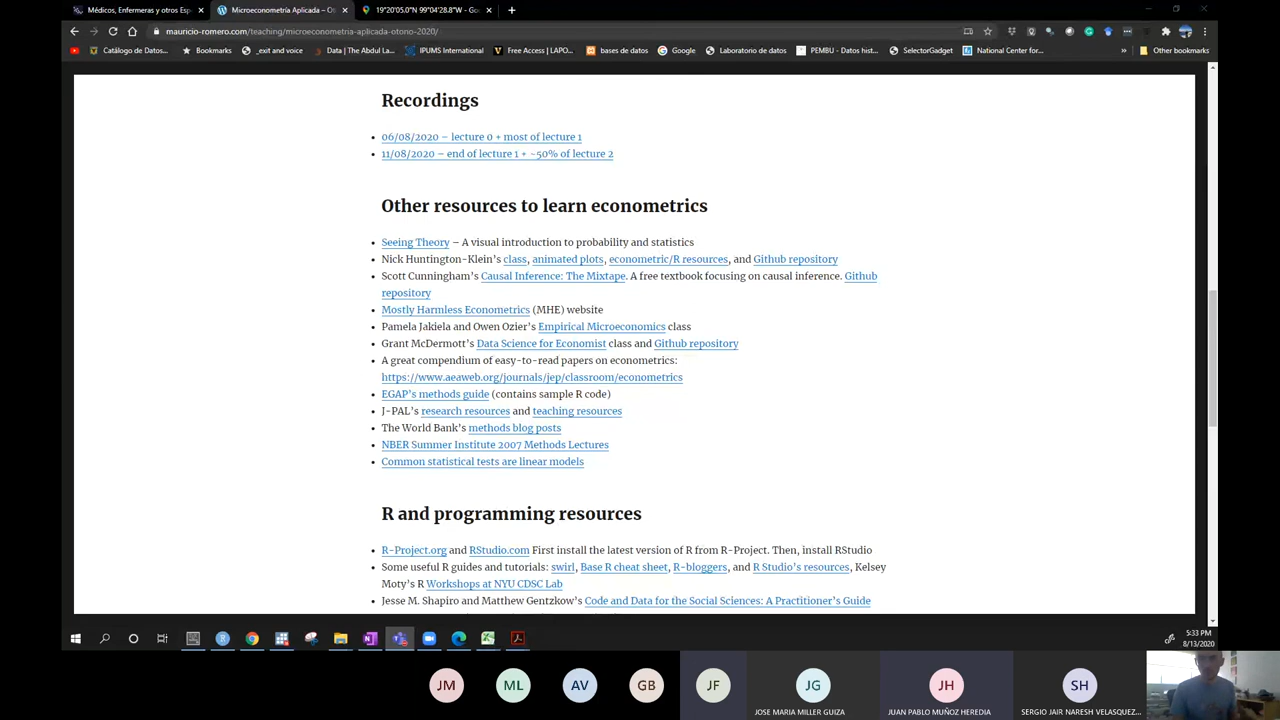 Médicos, Enfermeras y otros Esp
Microeconometría Aplicada – O
19°20'05.0"N 99°04'28.8"W - Go
mauricio-romero.com/teaching/microeconometria-aplicada-otono-2020/
Catálogo de Datos... Bookmarks _exit and voice Data | The Abdul La... IPUMS International Free Access | LAPO... bases de datos Google Laboratorio de datos PEMBU - Datos hist... SelectorGadget National Center for... » Other bookmarks
Recordings
06/08/2020 – lecture 0 + most of lecture 1
11/08/2020 – end of lecture 1 + ~50% of lecture 2
Other resources to learn econometrics
Seeing Theory – A visual introduction to probability and statistics
Nick Huntington-Klein's class, animated plots, econometric/R resources, and Github repository
Scott Cunningham's Causal Inference: The Mixtape. A free textbook focusing on causal inference. Github
repository
Mostly Harmless Econometrics (MHE) website
Pamela Jakiela and Owen Ozier's Empirical Microeconomics class
Grant McDermott's Data Science for Economist class and Github repository
A great compendium of easy-to-read papers on econometrics:
https://www.aeaweb.org/journals/jep/classroom/econometrics
EGAP's methods guide (contains sample R code)
J-PAL's research resources and teaching resources
The World Bank's methods blog posts
NBER Summer Institute 2007 Methods Lectures
Common statistical tests are linear models
R and programming resources
R-Project.org and RStudio.com First install the latest version of R from R-Project. Then, install RStudio
Some useful R guides and tutorials: swirl, Base R cheat sheet, R-bloggers, and R Studio's resources, Kelsey
Moty's R Workshops at NYU CDSC Lab
Jesse M. Shapiro and Matthew Gentzkow's Code and Data for the Social Sciences: A Practitioner's Guide
5:33 PM
8/13/2020
JM ML AV GB JF JG JH SH
JOSE MARIA MILLER GUIZA JUAN PABLO MUÑOZ HEREDIA SERGIO JAIR NARESH VELASQUEZ...